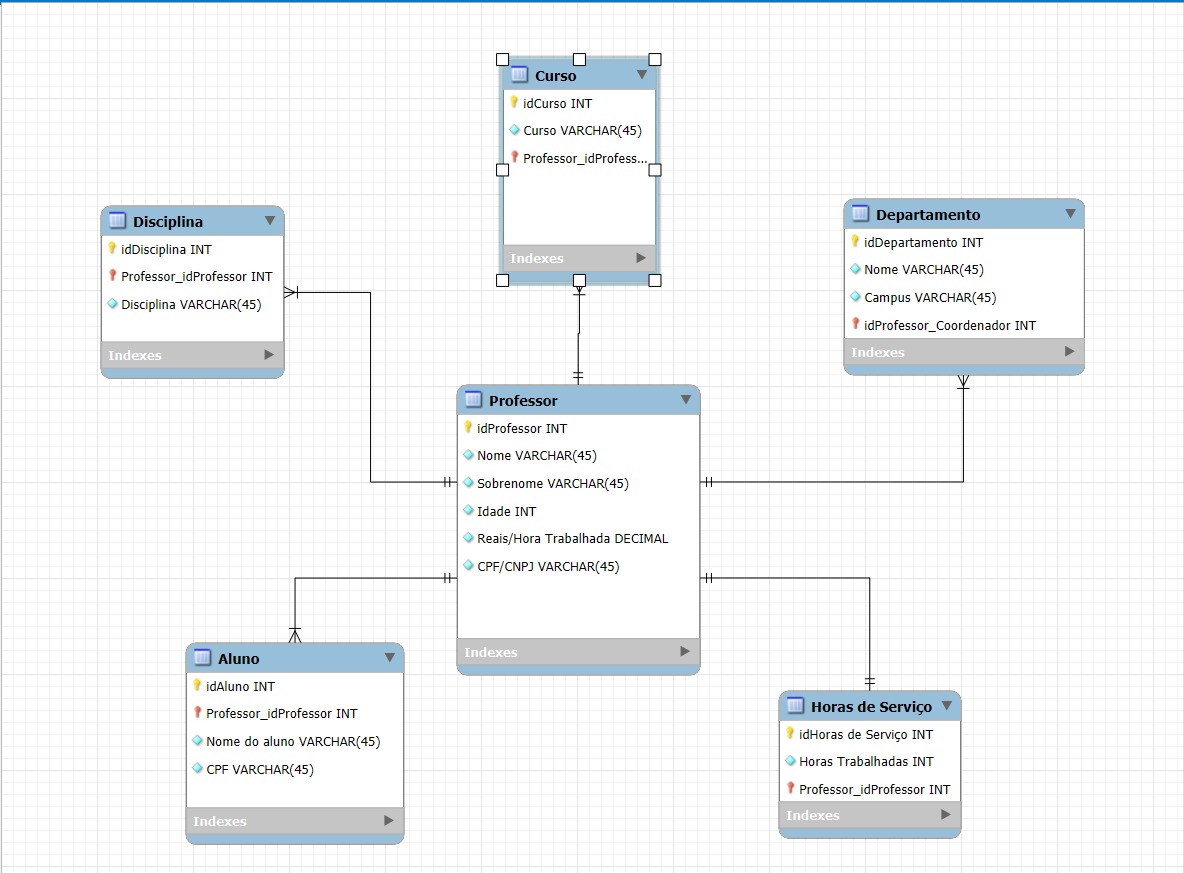 Curso
idCurso INT
Curso VARCHAR(45)
Professor_idProfess...
Indexes
Disciplina
idDisciplina INT
Professor_idProfessor INT
Disciplina VARCHAR(45)
Indexes
Departamento
idDepartamento INT
Nome VARCHAR(45)
Campus VARCHAR(45)
idProfessor_Coordenador INT
Indexes
Professor
idProfessor INT
Nome VARCHAR(45)
Sobrenome VARCHAR(45)
Idade INT
Reais/Hora Trabalhada DECIMAL
CPF/CNPJ VARCHAR(45)
Indexes
Aluno
idAluno INT
Professor_idProfessor INT
Nome do aluno VARCHAR(45)
CPF VARCHAR(45)
Indexes
Horas de Serviço
idHoras de Serviço INT
Horas Trabalhadas INT
Professor_idProfessor INT
Indexes